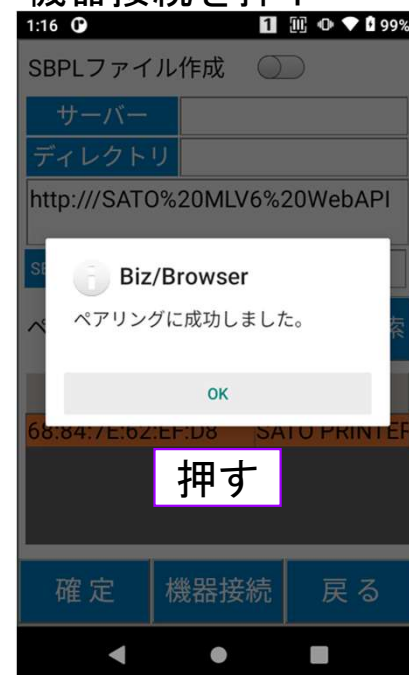 1:16 1 99%
SBPLファイル作成
サーバー
ディレクトリ
http:///SATO%20MLV6%20WebAPI
Biz/Browser
ペアリングに成功しました。
OK
68:84:7E:62:EF:D8 SATO PRINTER
押す
確定 機器接続 戻る